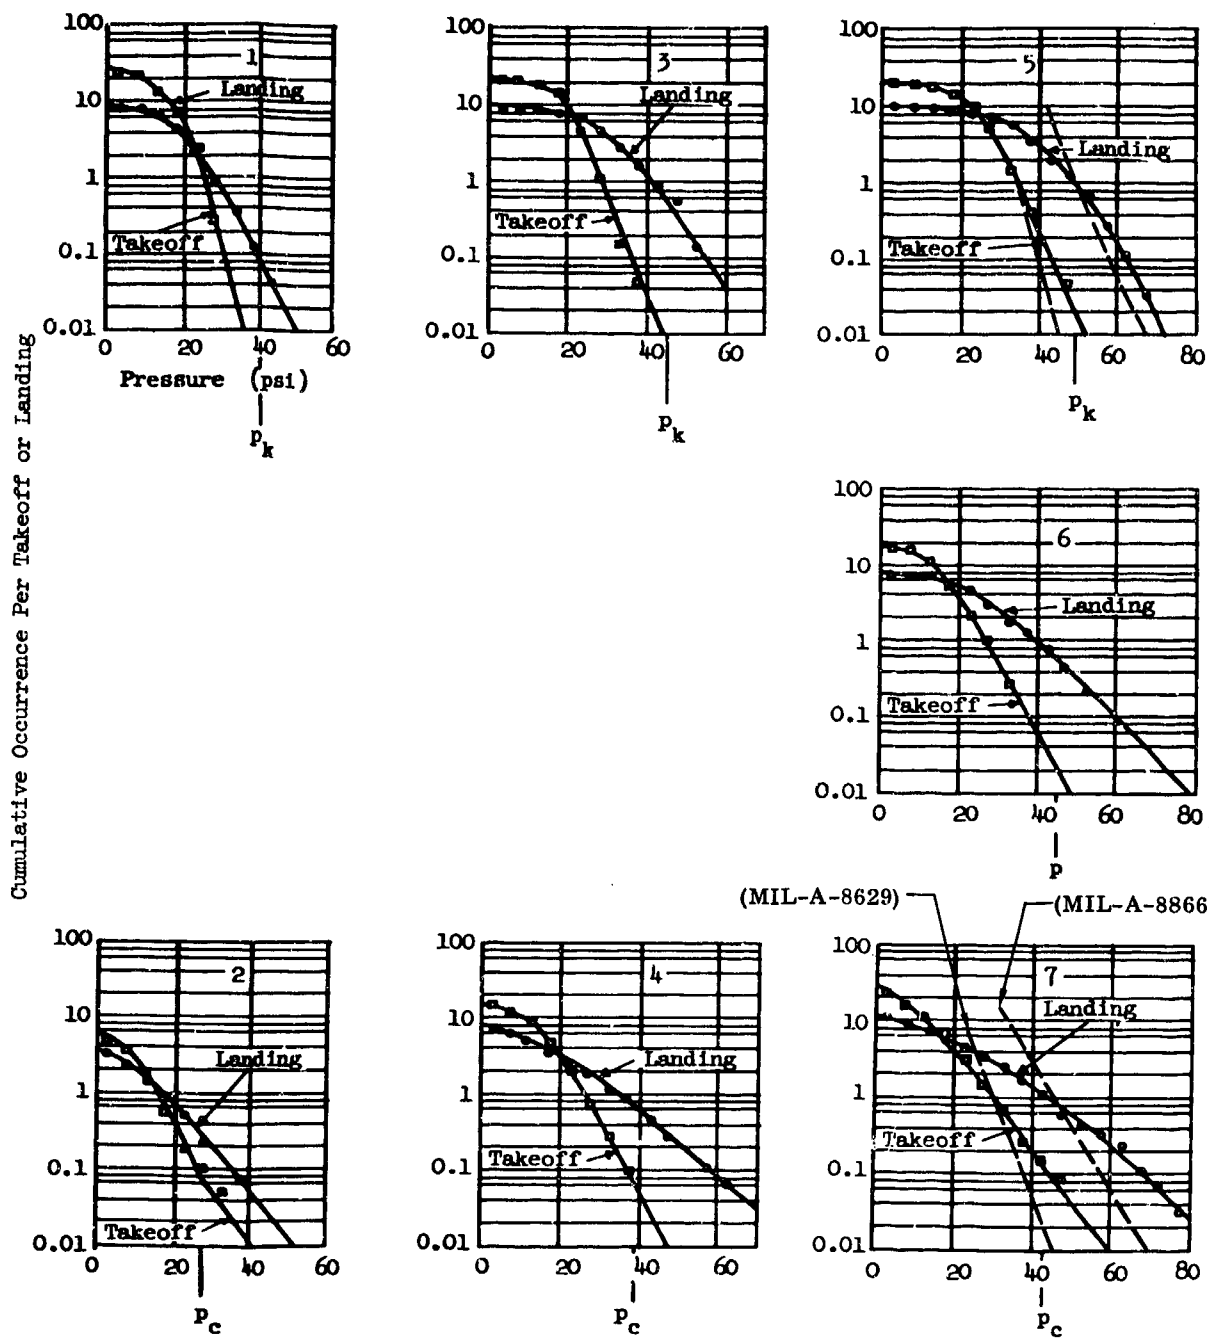 Cumulative Occurrence Per Takeoff or Landing
100
10
1
0.1
0.01
1
Landing
Takeoff
0 20 40 60
Pressure (psi)
p_k
100
10
1
0.1
0.01
3
Landing
Takeoff
0 20 40 60
p_k
100
10
1
0.1
0.01
5
Landing
Takeoff
0 20 40 60 80
p_k
100
10
1
0.1
0.01
6
Landing
Takeoff
0 20 40 60 80
p
100
10
1
0.1
0.01
2
Landing
Takeoff
0 20 40 60
p_c
100
10
1
0.1
0.01
4
Landing
Takeoff
0 20 40 60
p_c
(MIL-A-8629)
(MIL-A-8866
100
10
1
0.1
0.01
7
Landing
Takeoff
0 20 40 60 80
p_c